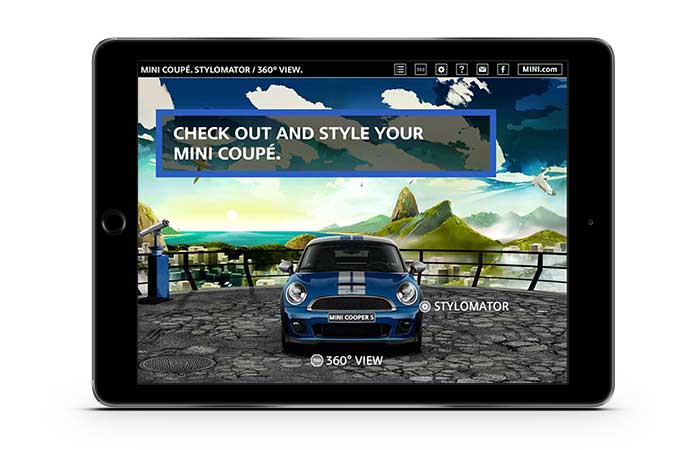 MINI COUPÉ. STYLOMATOR / 360° VIEW.
?
f
MINI.com
CHECK OUT AND STYLE YOUR
MINI COUPÉ.
STYLOMATOR
MINI COOPER S
360° VIEW